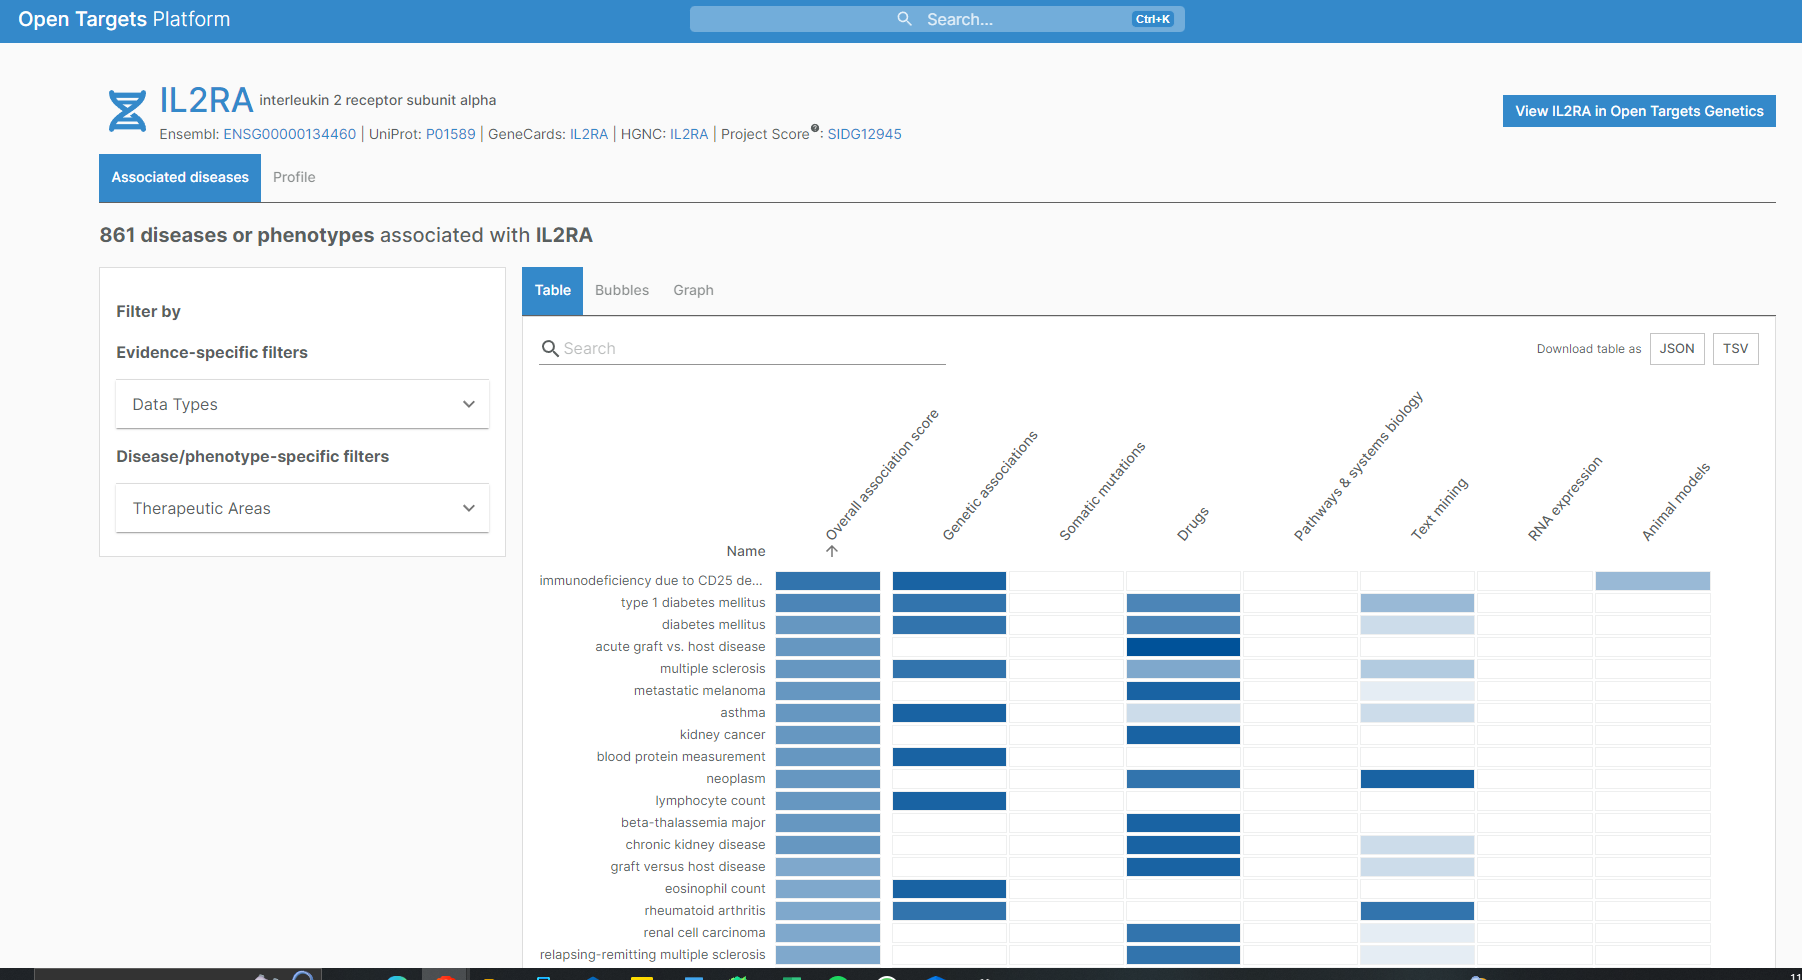 Open Targets Platform
Search...
Ctrl+K
IL2RA interleukin 2 receptor subunit alpha
View IL2RA in Open Targets Genetics
Ensembl: ENSG00000134460 | UniProt: P01589 | GeneCards: IL2RA | HGNC: IL2RA | Project Score?: SIDG12945
Associated diseases
Profile
861 diseases or phenotypes associated with IL2RA
Filter by
Evidence-specific filters
Data Types
Disease/phenotype-specific filters
Therapeutic Areas
Table
Bubbles
Graph
Search
Download table as
JSON
TSV
Name
Overall association score
Genetic associations
Somatic mutations
Drugs
Pathways & systems biology
Text mining
RNA expression
Animal models
immunodeficiency due to CD25 de...
type 1 diabetes mellitus
diabetes mellitus
acute graft vs. host disease
multiple sclerosis
metastatic melanoma
asthma
kidney cancer
blood protein measurement
neoplasm
lymphocyte count
beta-thalassemia major
chronic kidney disease
graft versus host disease
eosinophil count
rheumatoid arthritis
renal cell carcinoma
relapsing-remitting multiple sclerosis